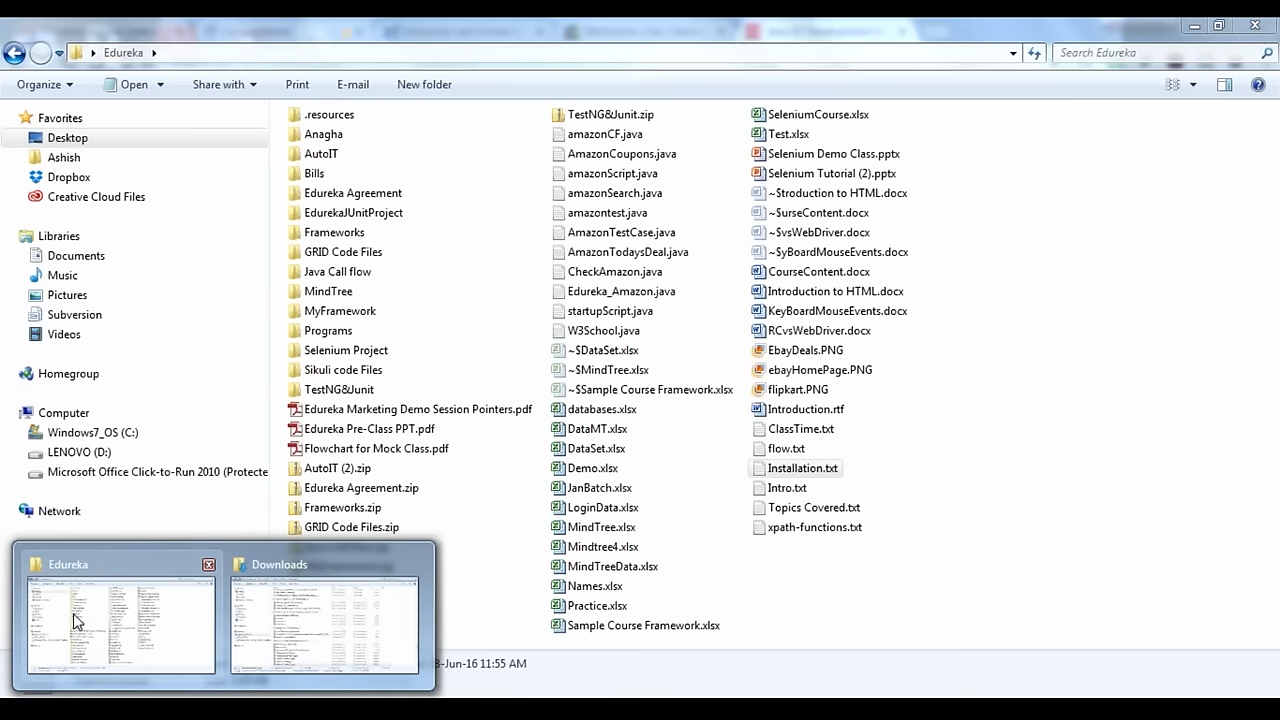 Edureka
Search Edureka
Organize
Open
Share with
Print
E-mail
New folder
Favorites
Desktop
Ashish
Dropbox
Creative Cloud Files
Libraries
Documents
Music
Pictures
Subversion
Videos
Homegroup
Computer
Windows7_OS (C:)
LENOVO (D:)
Microsoft Office Click-to-Run 2010 (Protecte
Network
.resources
Anagha
AutoIT
Bills
Edureka Agreement
EdurekaJUnitProject
Frameworks
GRID Code Files
Java Call flow
MindTree
MyFramework
Programs
Selenium Project
Sikuli code Files
TestNG&Junit
Edureka Marketing Demo Session Pointers.pdf
Edureka Pre-Class PPT.pdf
Flowchart for Mock Class.pdf
AutoIT (2).zip
Edureka Agreement.zip
Frameworks.zip
GRID Code Files.zip
TestNG&Junit.zip
amazonCF.java
AmazonCoupons.java
amazonScript.java
amazonSearch.java
amazontest.java
AmazonTestCase.java
AmazonTodaysDeal.java
CheckAmazon.java
Edureka_Amazon.java
startupScript.java
W3School.java
~$DataSet.xlsx
~$MindTree.xlsx
~$Sample Course Framework.xlsx
databases.xlsx
DataMT.xlsx
DataSet.xlsx
Demo.xlsx
JanBatch.xlsx
LoginData.xlsx
MindTree.xlsx
Mindtree4.xlsx
MindTreeData.xlsx
Names.xlsx
Practice.xlsx
Sample Course Framework.xlsx
SeleniumCourse.xlsx
Test.xlsx
Selenium Demo Class.pptx
Selenium Tutorial (2).pptx
~$troduction to HTML.docx
~$urseContent.docx
~$vsWebDriver.docx
~$yBoardMouseEvents.docx
CourseContent.docx
Introduction to HTML.docx
KeyBoardMouseEvents.docx
RCvsWebDriver.docx
EbayDeals.PNG
ebayHomePage.PNG
flipkart.PNG
Introduction.rtf
ClassTime.txt
flow.txt
Installation.txt
Intro.txt
Topics Covered.txt
xpath-functions.txt
Edureka
Downloads
11:55 AM